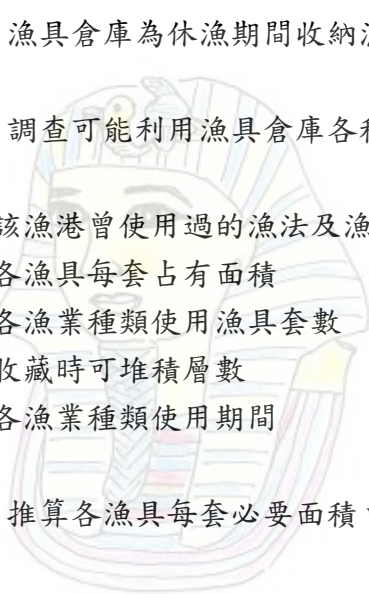 漁具倉庫為休漁期間收納
調查可能利用漁具倉庫各
該漁港曾使用過的漁法及漁
各漁具每套占有面積
各漁業種類使用漁具套數
收藏時可堆積層數
各漁業種類使用期間
推算各漁具每套必要面積